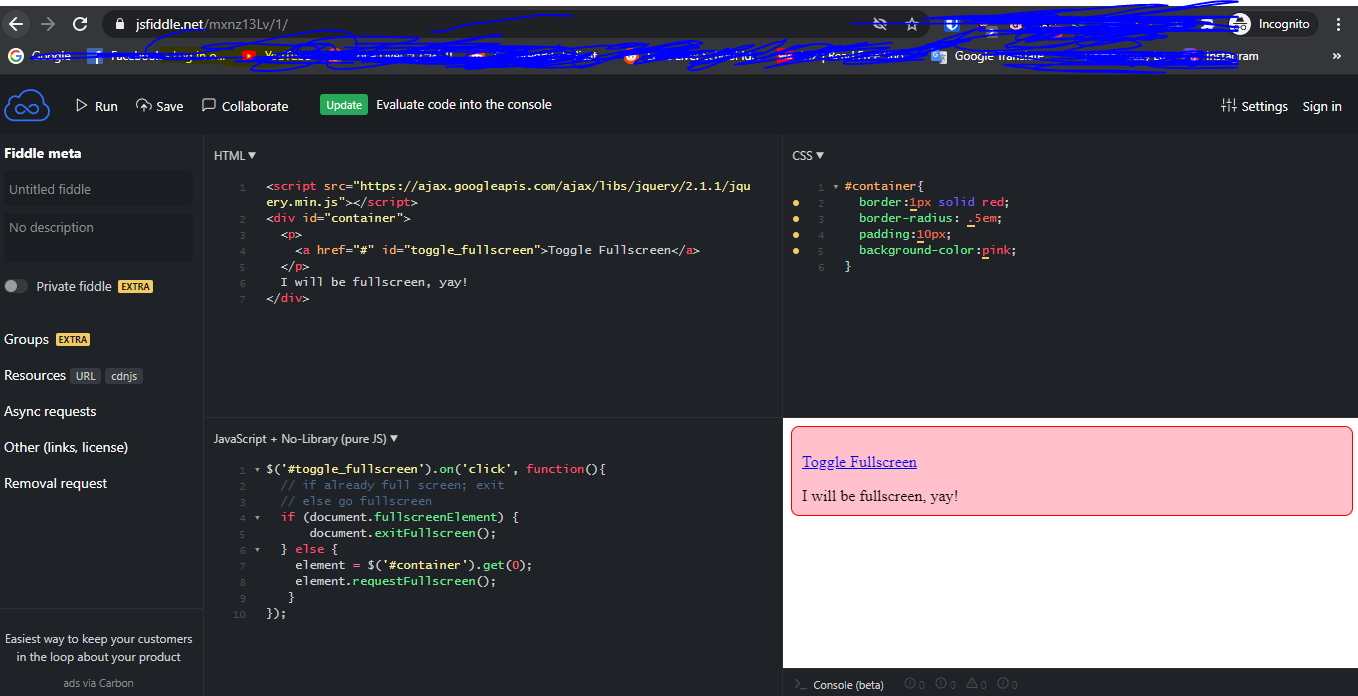 jsfiddle.net/mxnz13Lv/1/
Incognito
Google
Google Translate
Instagram
»
Run
Save
Collaborate
Update
Evaluate code into the console
Settings
Sign in
Fiddle meta
Untitled fiddle
No description
Private fiddle EXTRA
Groups EXTRA
Resources URL cdnjs
Async requests
Other (links, license)
Removal request
Easiest way to keep your customers
in the loop about your product
ads via Carbon
HTML ▼
1 <script src="https://ajax.googleapis.com/ajax/libs/jquery/2.1.1/jqu
ery.min.js"></script>
2 <div id="container">
3 <p>
4 <a href="#" id="toggle_fullscreen">Toggle Fullscreen</a>
5 </p>
6 I will be fullscreen, yay!
7 </div>
CSS ▼
1 ▾ #container{
2 border:1px solid red;
3 border-radius: .5em;
4 padding:10px;
5 background-color:pink;
6 }
JavaScript + No-Library (pure JS) ▼
1 ▾ $('#toggle_fullscreen').on('click', function(){
2 // if already full screen; exit
3 // else go fullscreen
4 ▾ if (document.fullscreenElement) {
5 document.exitFullscreen();
6 ▾ } else {
7 element = $('#container').get(0);
8 element.requestFullscreen();
9 }
10 });
Toggle Fullscreen
I will be fullscreen, yay!
>_ Console (beta) 0 0 0 0